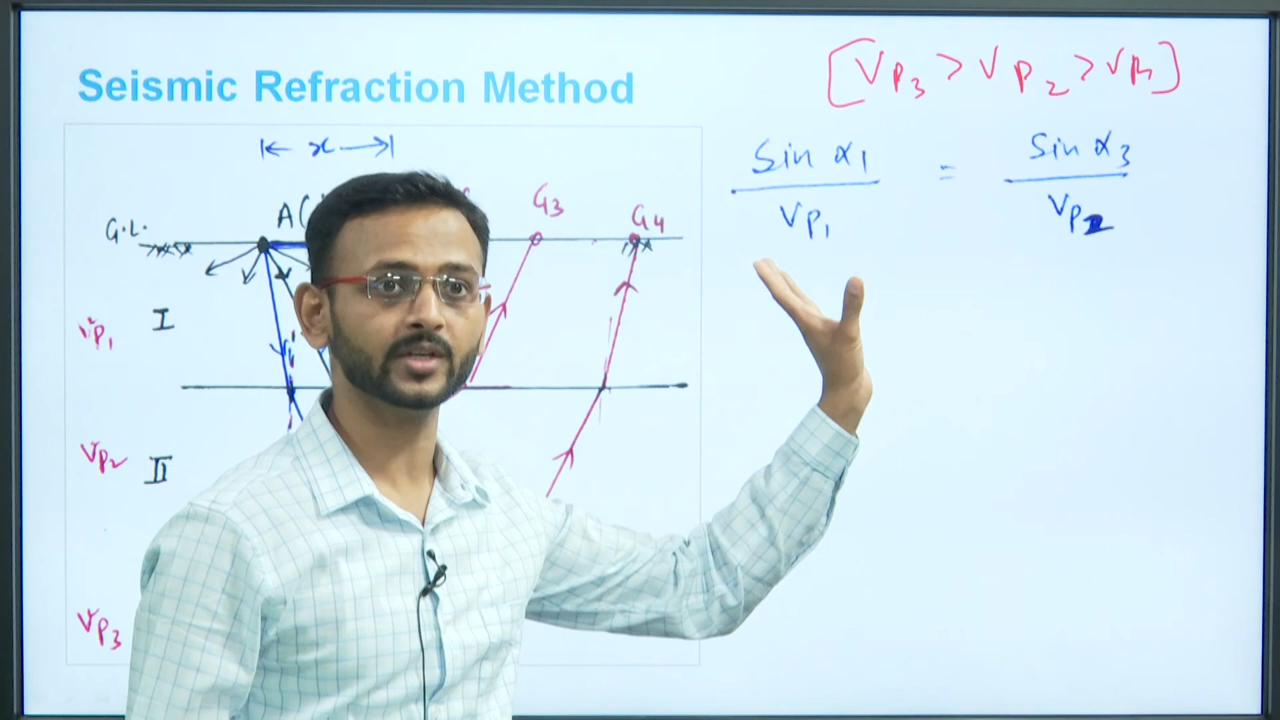 Seismic Refraction Method
[VP3 > VP2 > VP1]
x
sin α1 / VP1 = sin α3 / VP2
G.L.
A(
G3
G4
VP1
I
VP2
II
VP3